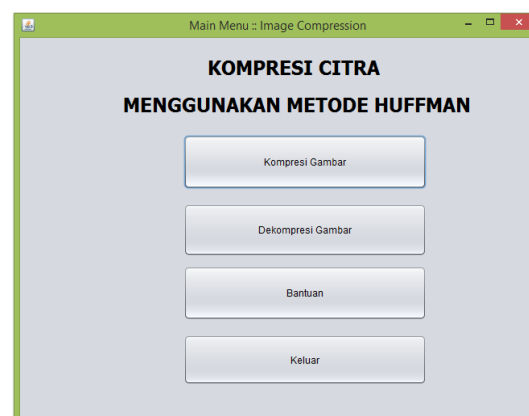 Main Menu :: Image Compression
KOMPRESI CITRA
MENGGUNAKAN METODE HUFFMAN
Kompresi Gambar
Dekompresi Gambar
Bantuan
Keluar